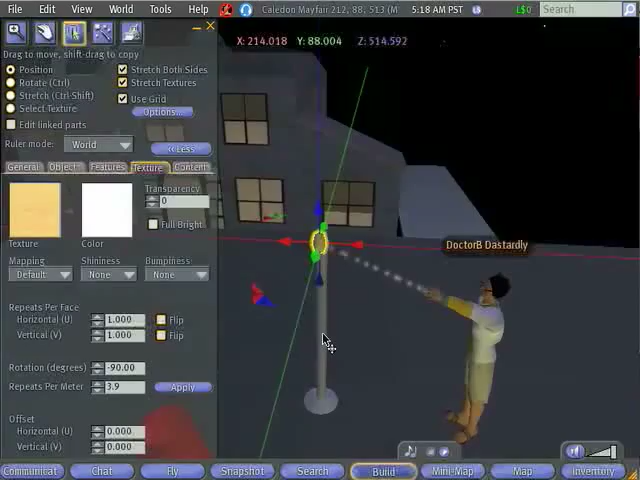 File Edit View World Tools Help Caledon Mayfair 212, 88, 513 (M 5:18 AM PST L$0 Search
X: 214.018 Y: 88.004 Z: 514.592
Drag to move, shift-drag to copy
Position
Stretch Both Sides
Rotate (Ctrl)
Stretch Textures
Stretch (Ctrl-Shift)
Use Grid
Select Texture
Options...
Edit linked parts
Ruler mode: World
<< Less
General Object Features Texture Content
Transparency
0
Full Bright
Texture Color
Mapping Shininess Bumpiness
Default None None
DoctorB Dastardly
Repeats Per Face
Horizontal (U) 1.000 Flip
Vertical (V) 1.000 Flip
Rotation (degrees) -90.00
Repeats Per Meter 3.9 Apply
Offset
Horizontal (U) 0.000
Vertical (V) 0.000
Communicat Chat Fly Snapshot Search Build Mini-Map Map Inventory